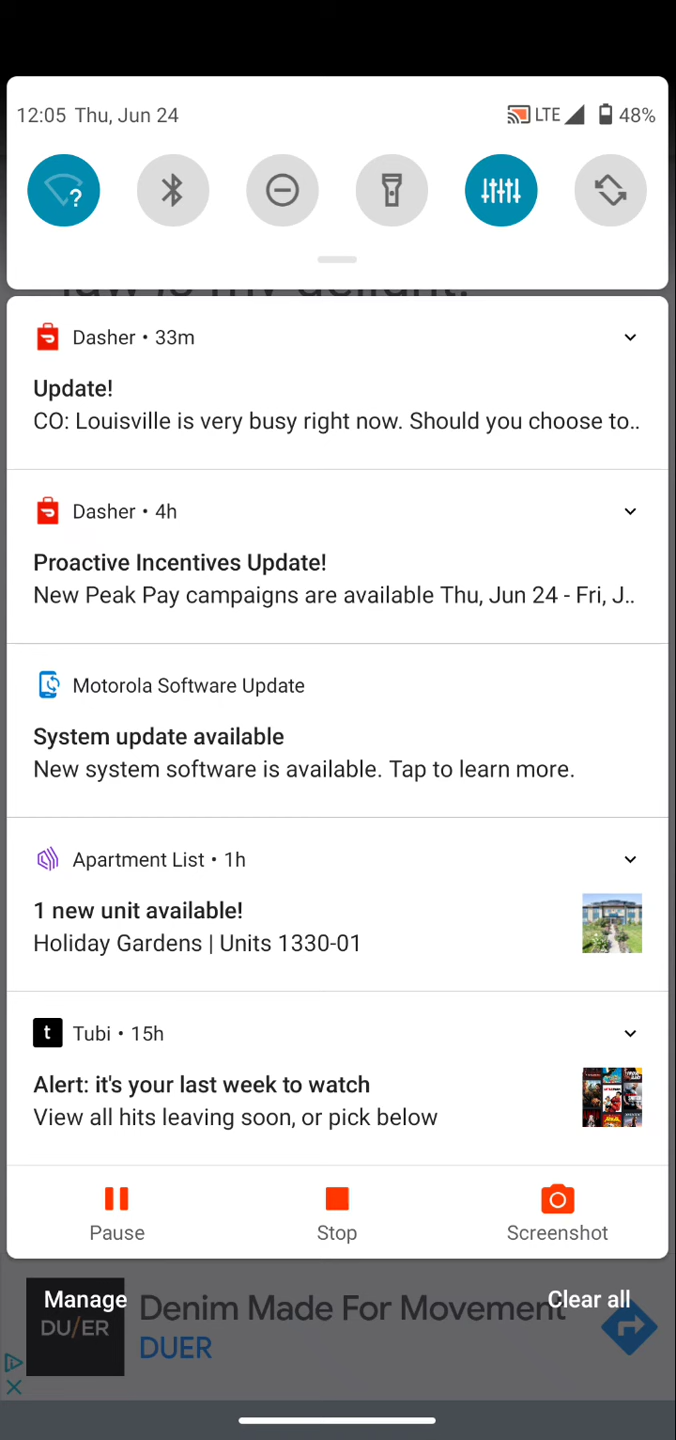 12:05 Thu, Jun 24 LTE 48%
Dasher • 33m
Update!
CO: Louisville is very busy right now. Should you choose to..
Dasher • 4h
Proactive Incentives Update!
New Peak Pay campaigns are available Thu, Jun 24 - Fri, J..
Motorola Software Update
System update available
New system software is available. Tap to learn more.
Apartment List • 1h
1 new unit available!
Holiday Gardens | Units 1330-01
t Tubi • 15h
Alert: it's your last week to watch
View all hits leaving soon, or pick below
Pause Stop Screenshot
Manage Clear all
DU/ER
Denim Made For Movement
DUER